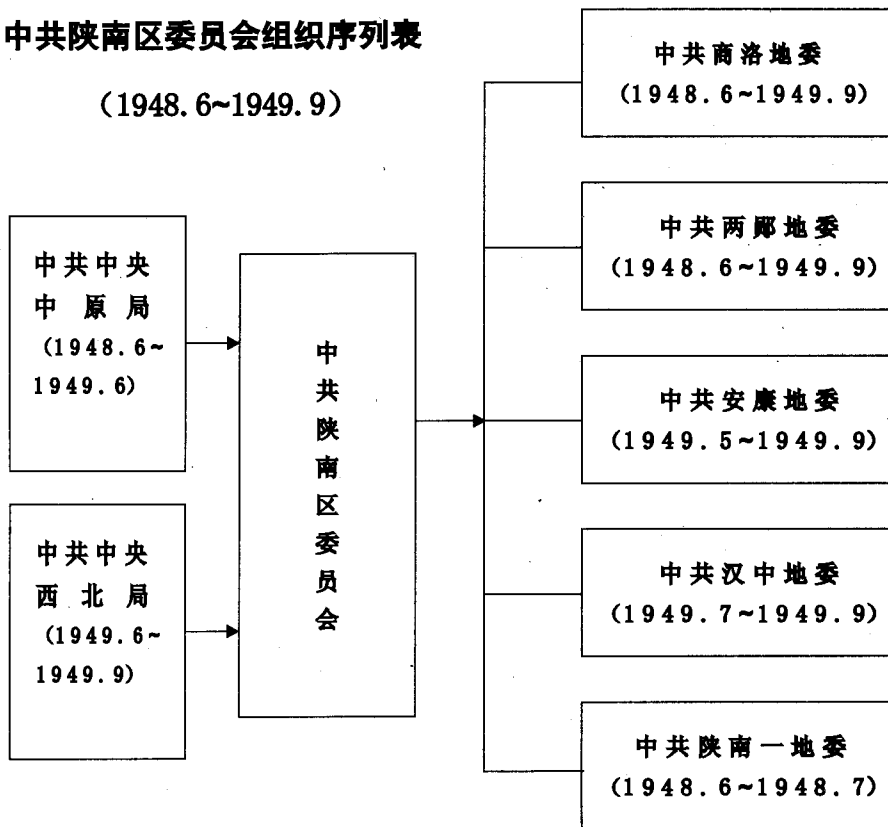 中共陕南区委员会组织序列表
（1948.6~1949.9）
中共中央
中原局
（1948.6~
1949.6）
中共中央
西北局
（1949.6~
1949.9）
中共陕南区委员会
中共商洛地委
（1948.6~1949.9）
中共两郧地委
（1948.6~1949.9）
中共安康地委
（1949.5~1949.9）
中共汉中地委
（1949.7~1949.9）
中共陕南一地委
（1948.6~1948.7）